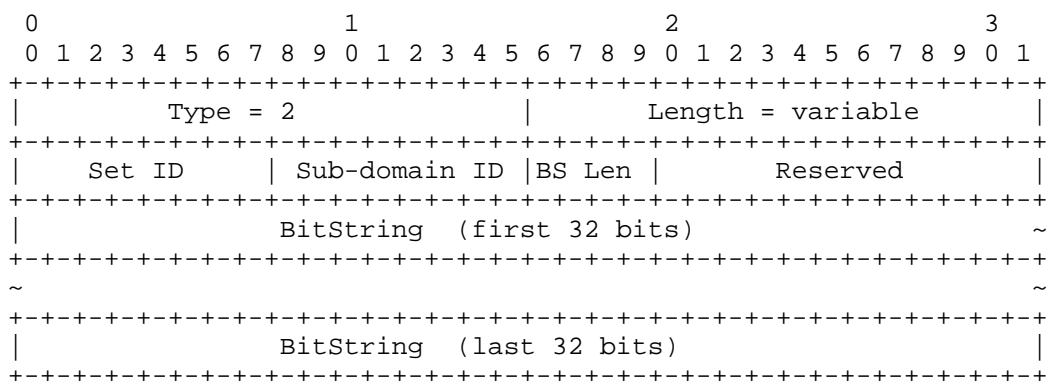 0                   1                   2                   3
 0 1 2 3 4 5 6 7 8 9 0 1 2 3 4 5 6 7 8 9 0 1 2 3 4 5 6 7 8 9 0 1
+-+-+-+-+-+-+-+-+-+-+-+-+-+-+-+-+-+-+-+-+-+-+-+-+-+-+-+-+-+-+-+-+
|         Type = 2              |       Length = variable       |
+-+-+-+-+-+-+-+-+-+-+-+-+-+-+-+-+-+-+-+-+-+-+-+-+-+-+-+-+-+-+-+-+
|    Set ID     | Sub-domain ID |BS Len |       Reserved        |
+-+-+-+-+-+-+-+-+-+-+-+-+-+-+-+-+-+-+-+-+-+-+-+-+-+-+-+-+-+-+-+-+
|                BitString  (first 32 bits)                     ~
+-+-+-+-+-+-+-+-+-+-+-+-+-+-+-+-+-+-+-+-+-+-+-+-+-+-+-+-+-+-+-+-+
~                                                               ~
+-+-+-+-+-+-+-+-+-+-+-+-+-+-+-+-+-+-+-+-+-+-+-+-+-+-+-+-+-+-+-+-+
|                BitString  (last 32 bits)                      |
+-+-+-+-+-+-+-+-+-+-+-+-+-+-+-+-+-+-+-+-+-+-+-+-+-+-+-+-+-+-+-+-+